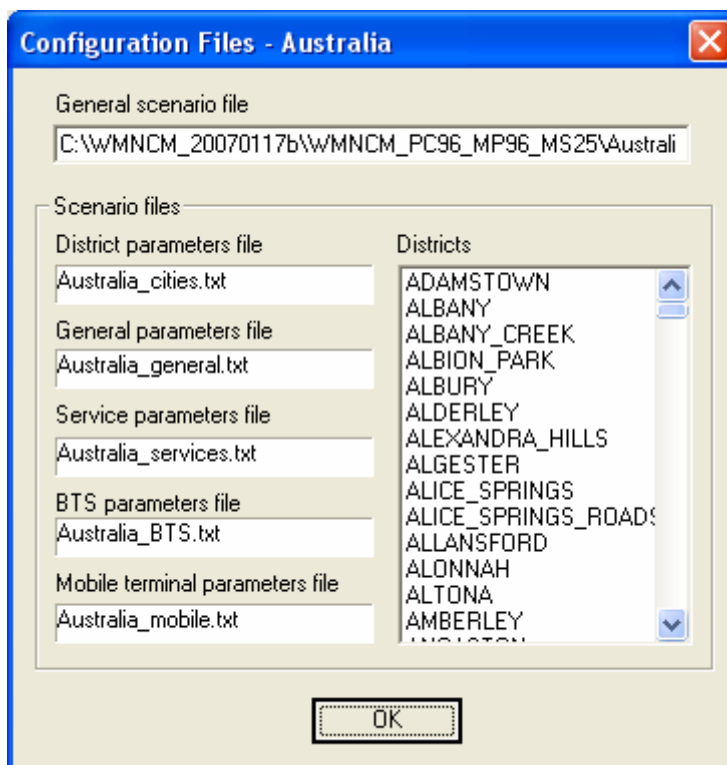 Configuration Files - Australia
General scenario file
C:\WMNCM_20070117b\WMNCM_PC96_MP96_MS25\Australi
Scenario files
District parameters file
Australia_cities.txt
General parameters file
Australia_general.txt
Service parameters file
Australia_services.txt
BTS parameters file
Australia_BTS.txt
Mobile terminal parameters file
Australia_mobile.txt
Districts
ADAMSTOWN
ALBANY
ALBANY_CREEK
ALBION_PARK
ALBURY
ALDERLEY
ALEXANDRA_HILLS
ALGESTER
ALICE_SPRINGS
ALICE_SPRINGS_ROADS
ALLANSFORD
ALONNAH
ALTONA
AMBERLEY
OK